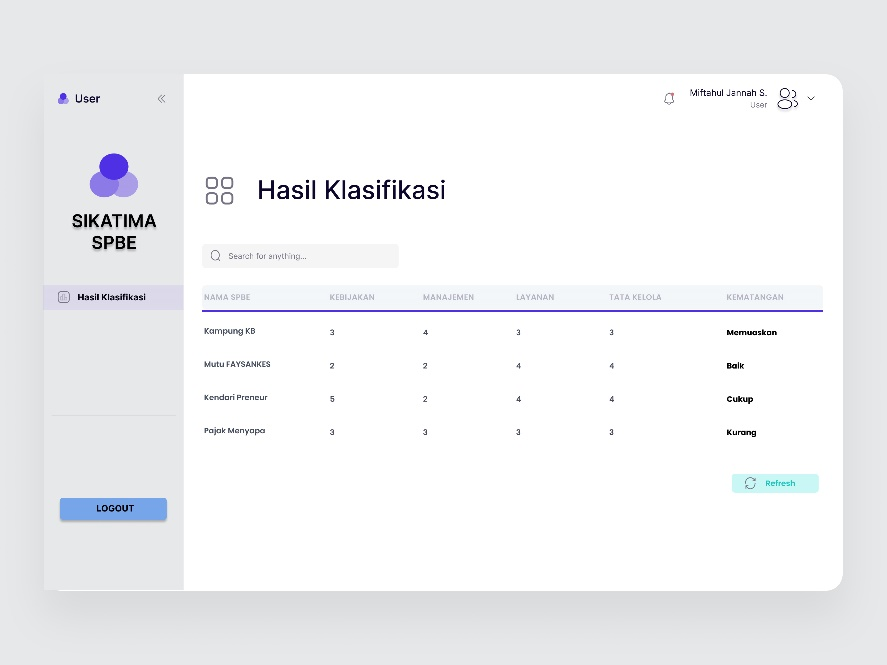 User
Miftahul Jannah S.
User
SIKATIMA
SPBE
Hasil Klasifikasi
LOGOUT
Hasil Klasifikasi
Search for anything...
NAMA SPBE KEBIJAKAN MANAJEMEN LAYANAN TATA KELOLA KEMATANGAN
Kampung KB 3 4 3 3 Memuaskan
Mutu FAYSANKES 2 2 4 4 Baik
Kendari Preneur 5 2 4 4 Cukup
Pajak Menyapa 3 3 3 3 Kurang
Refresh